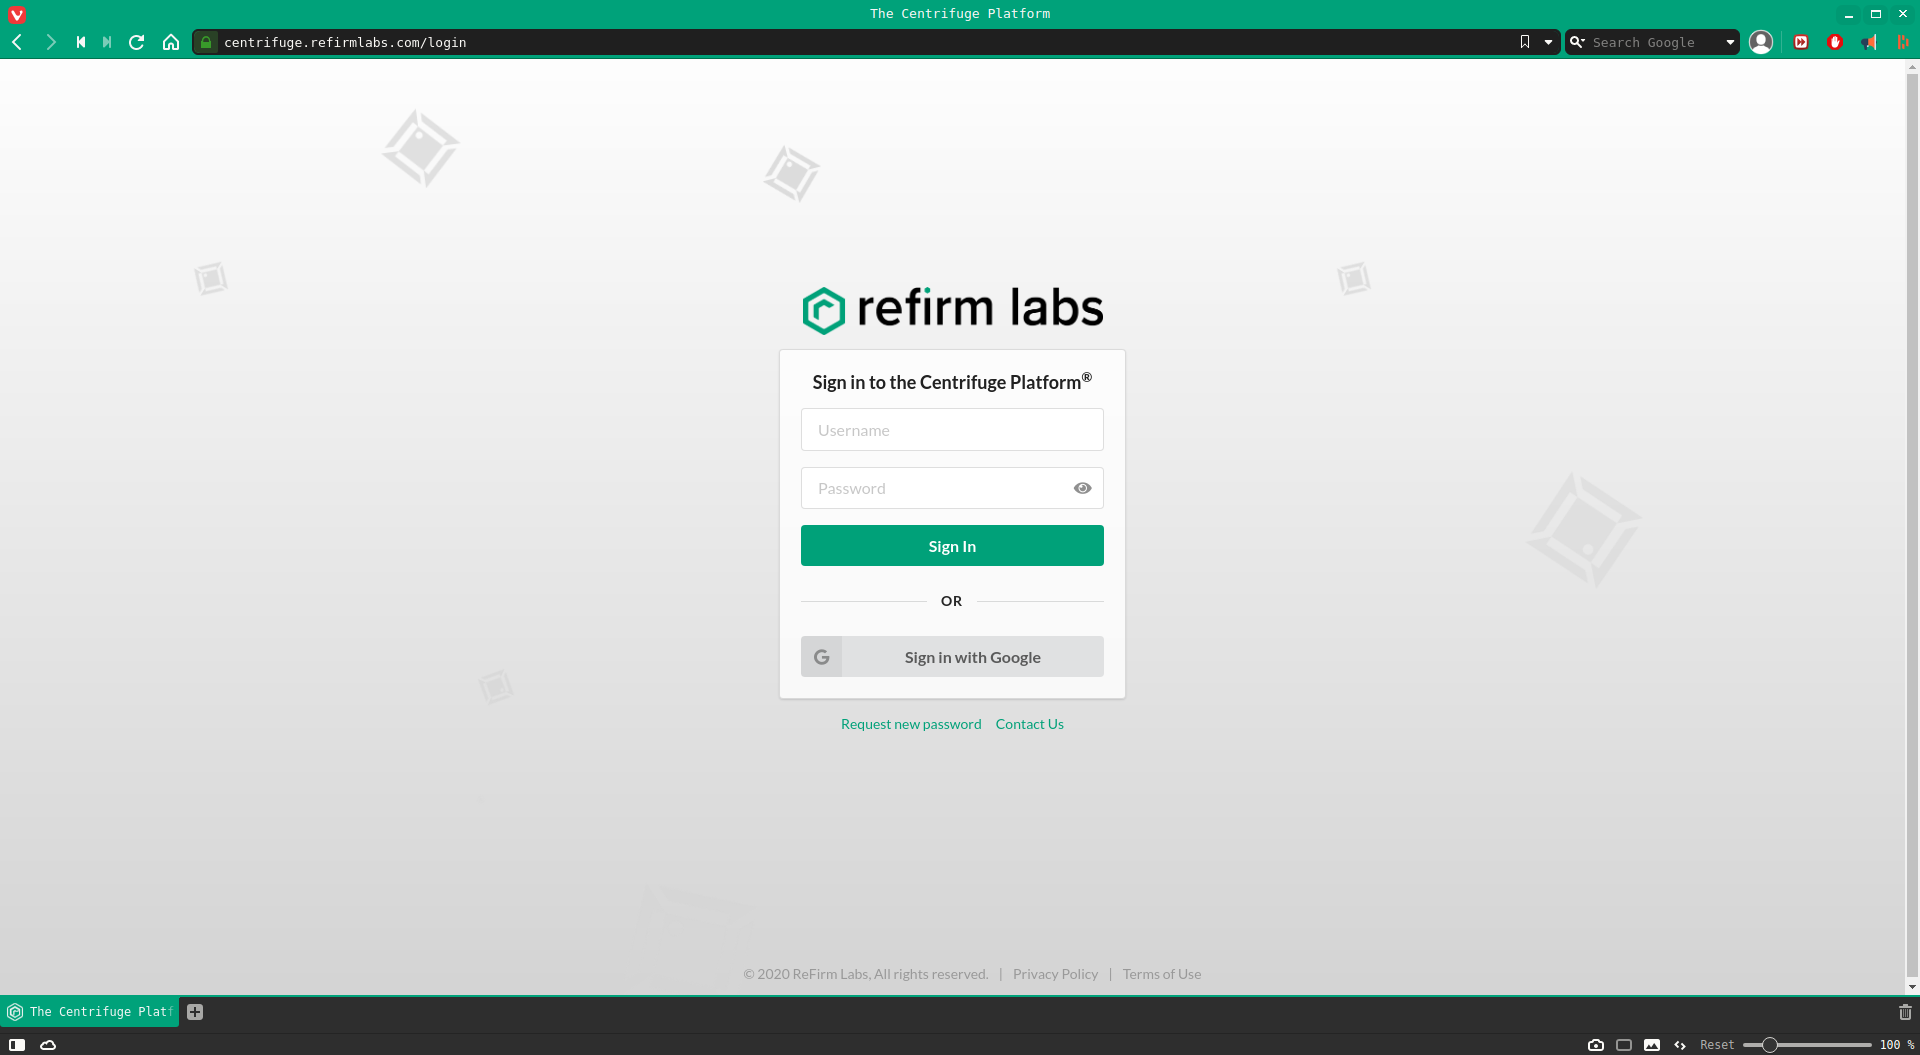 The Centrifuge Platform
centrifuge.refirmlabs.com/login
Search Google
refirm labs
Sign in to the Centrifuge Platform®
Username
Password
Sign In
OR
G Sign in with Google
Request new password Contact Us
© 2020 ReFirm Labs, All rights reserved. | Privacy Policy | Terms of Use
The Centrifuge Platf
Reset 100 %